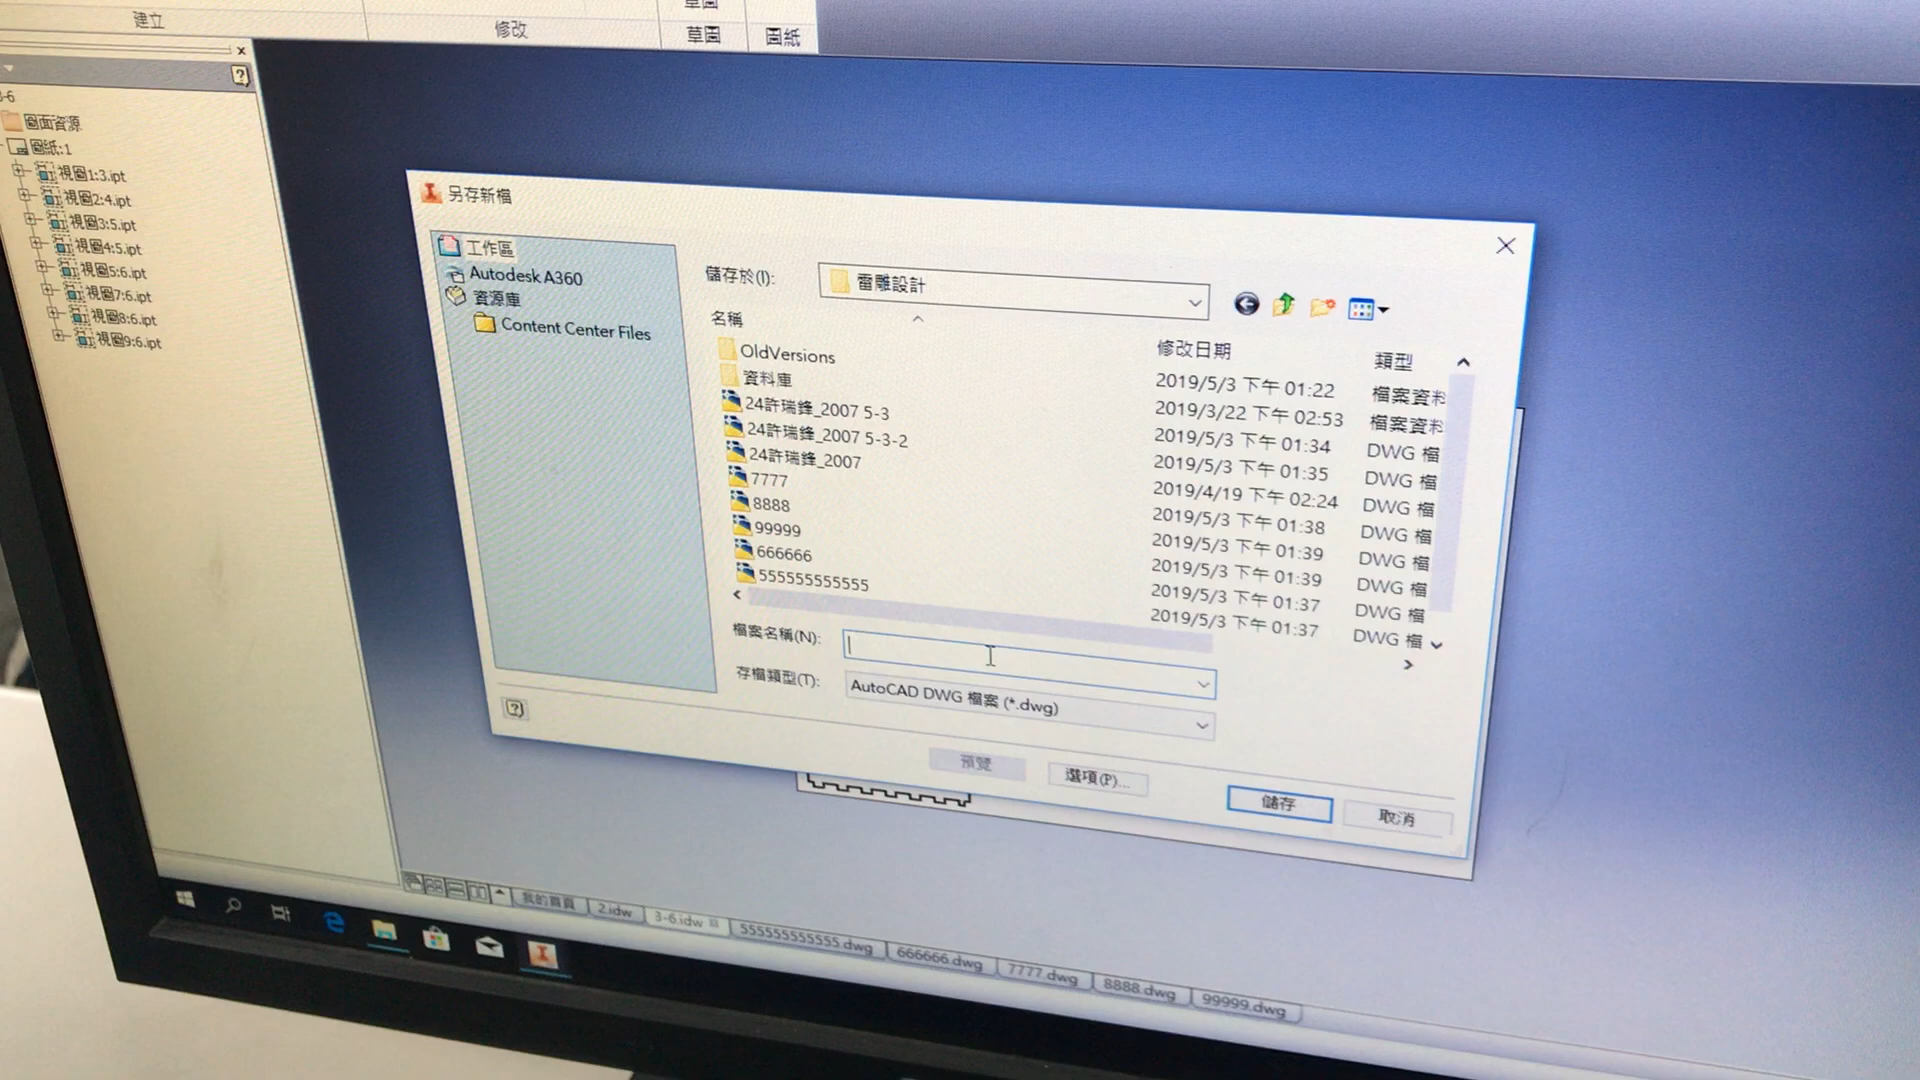 建立
修改
草圖
草圖
圖紙
3-6
圖面資源
圖紙:1
視圖1:3.ipt
視圖2:4.ipt
視圖3:5.ipt
視圖4:5.ipt
視圖5:6.ipt
視圖7:6.ipt
視圖8:6.ipt
視圖9:6.ipt
另存新檔
工作區
Autodesk A360
資源庫
Content Center Files
儲存於(I):
雷雕設計
名稱 修改日期 類型
OldVersions 2019/5/3 下午 01:22 檔案資料
資料庫 2019/3/22 下午 02:53 檔案資料
24許瑞鋒_2007 5-3 2019/5/3 下午 01:34 DWG 檔
24許瑞鋒_2007 5-3-2 2019/5/3 下午 01:35 DWG 檔
24許瑞鋒_2007 2019/4/19 下午 02:24 DWG 檔
7777 2019/5/3 下午 01:38 DWG 檔
8888 2019/5/3 下午 01:39 DWG 檔
99999 2019/5/3 下午 01:39 DWG 檔
666666 2019/5/3 下午 01:37 DWG 檔
555555555555 2019/5/3 下午 01:37 DWG 檔
檔案名稱(N):
存檔類型(T):
AutoCAD DWG 檔案 (*.dwg)
預覽
選項(P)...
儲存
取消
我的首頁
2.idw
3-6.idw
555555555555.dwg
666666.dwg
7777.dwg
8888.dwg
99999.dwg